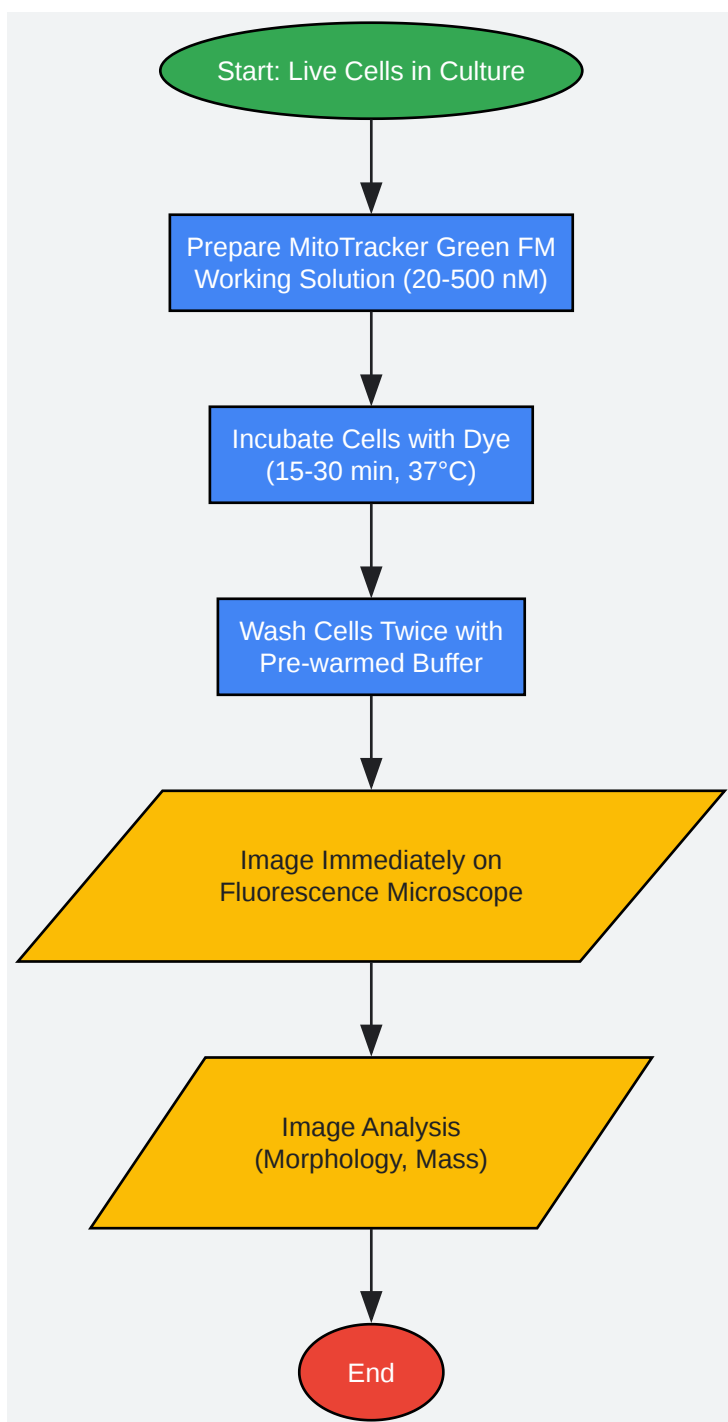 Start: Live Cells in Culture
Prepare MitoTracker Green FM
Working Solution (20-500 nM)
Incubate Cells with Dye
(15-30 min, 37°C)
Wash Cells Twice with
Pre-warmed Buffer
Image Immediately on
Fluorescence Microscope
Image Analysis
(Morphology, Mass)
End